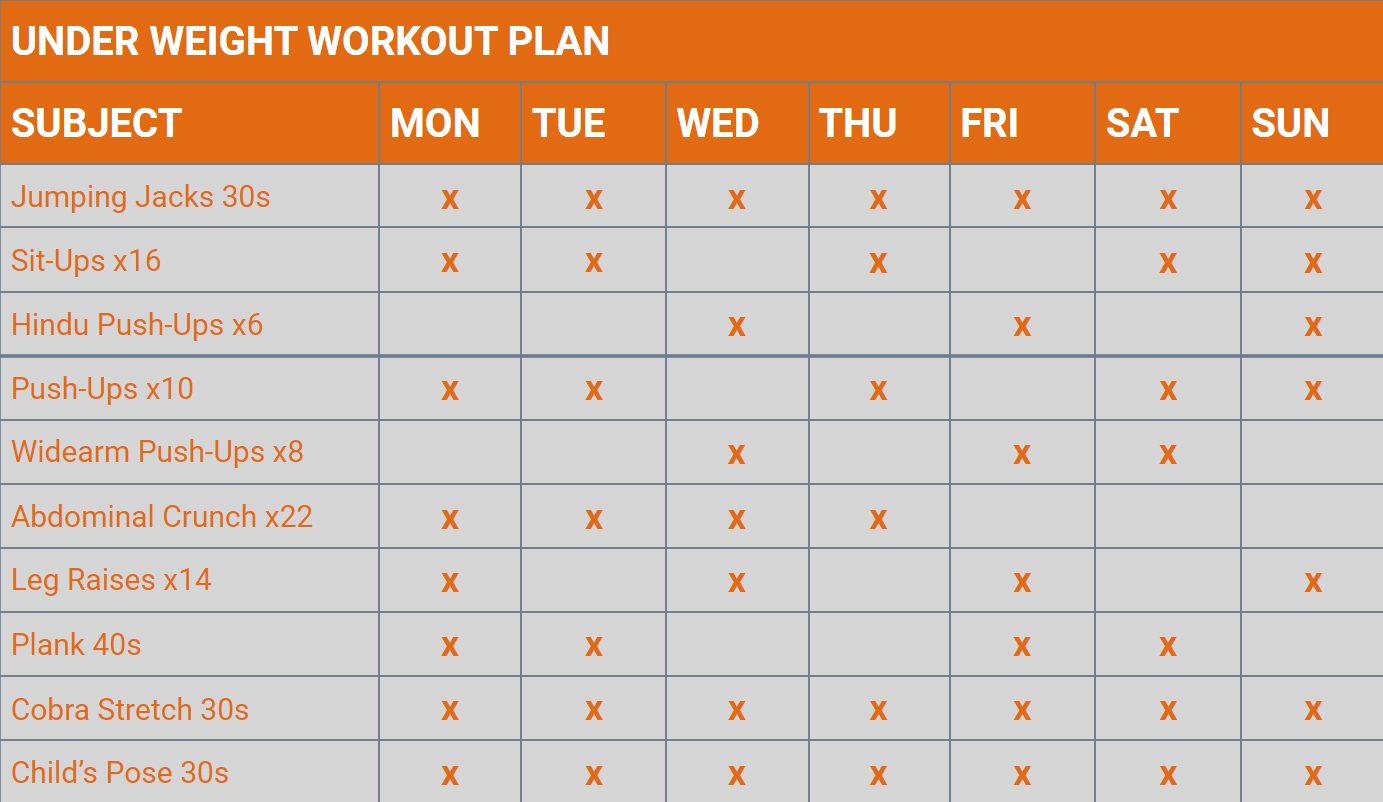 UNDER WEIGHT WORKOUT PLAN
SUBJECT MON TUE WED THU FRI SAT SUN
Jumping Jacks 30s x x x x x x x
Sit-Ups x16 x x x x x
Hindu Push-Ups x6 x x x
Push-Ups x10 x x x x x
Widearm Push-Ups x8 x x x
Abdominal Crunch x22 x x x x
Leg Raises x14 x x x x
Plank 40s x x x x
Cobra Stretch 30s x x x x x x x
Child’s Pose 30s x x x x x x x